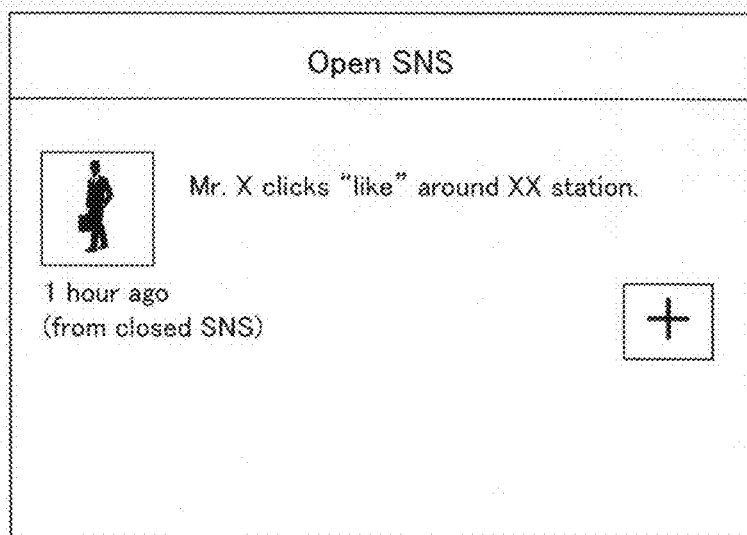 Open SNS
Mr. X clicks “like” around XX station.
1 hour ago
(from closed SNS)
+